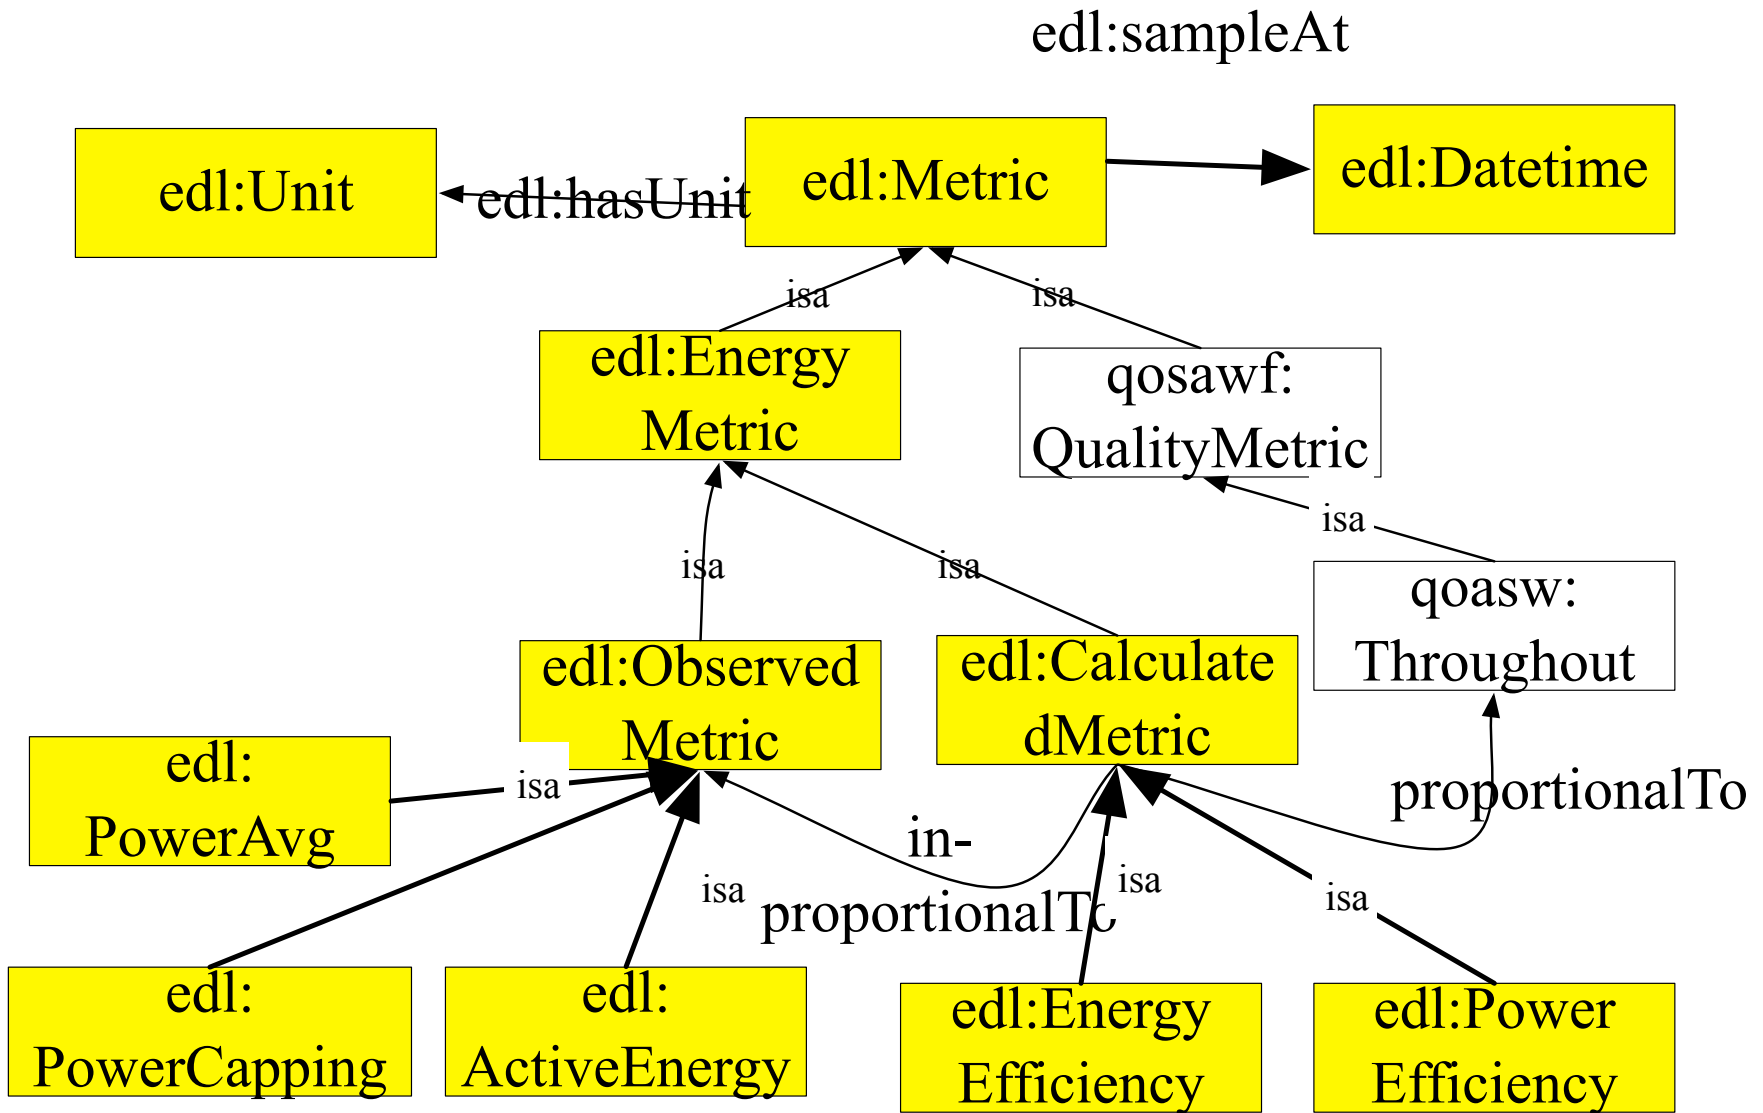 edl:sampleAt
edl:Unit
edl:hasUnit
edl:Metric
edl:Datetime
isa
isa
edl:Energy
Metric
qosawf:
QualityMetric
isa
isa
isa
edl:Observed
Metric
edl:Calculate
dMetric
qoasw:
Throughout
edl:
PowerAvg
isa
proportionalTo
in-
proportionalTo
isa
isa
isa
edl:
PowerCapping
edl:
ActiveEnergy
edl:Energy
Efficiency
edl:Power
Efficiency